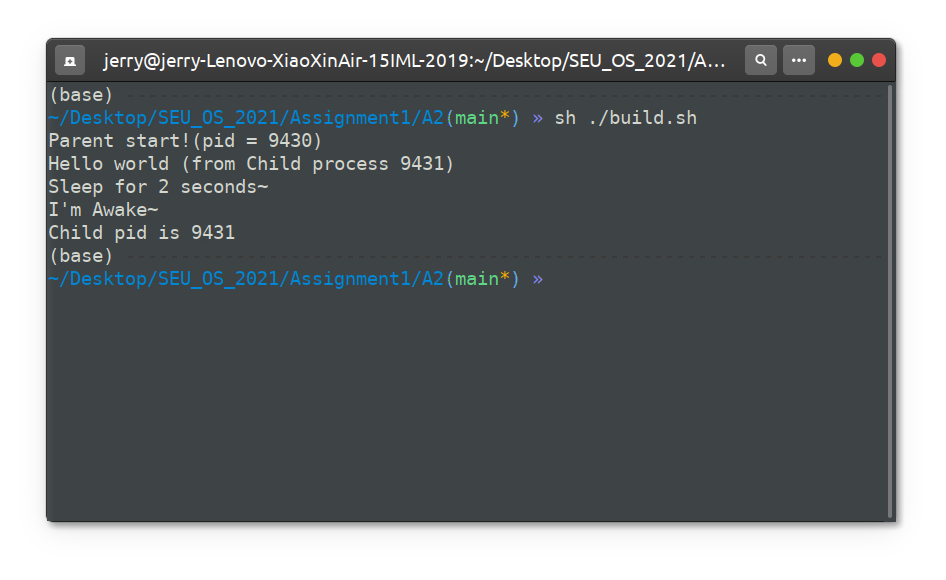 jerry@jerry-Lenovo-XiaoXinAir-15IML-2019:~/Desktop/SEU_OS_2021/A...
(base)
~/Desktop/SEU_OS_2021/Assignment1/A2(main*) » sh ./build.sh
Parent start!(pid = 9430)
Hello world (from Child process 9431)
Sleep for 2 seconds~
I'm Awake~
Child pid is 9431
(base)
~/Desktop/SEU_OS_2021/Assignment1/A2(main*) »